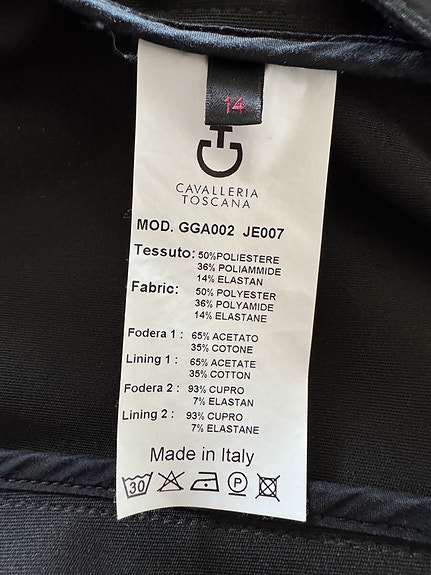 14
CAVALLERIA
TOSCANA
MOD. GGA002 JE007
Tessuto: 50%POLIESTERE
36% POLIAMMIDE
14% ELASTAN
Fabric: 50% POLYESTER
36% POLYAMIDE
14% ELASTANE
Fodera 1 : 65% ACETATO
35% COTONE
Lining 1 : 65% ACETATE
35% COTTON
Fodera 2 : 93% CUPRO
7% ELASTAN
Lining 2 : 93% CUPRO
7% ELASTANE
Made in Italy
30 P